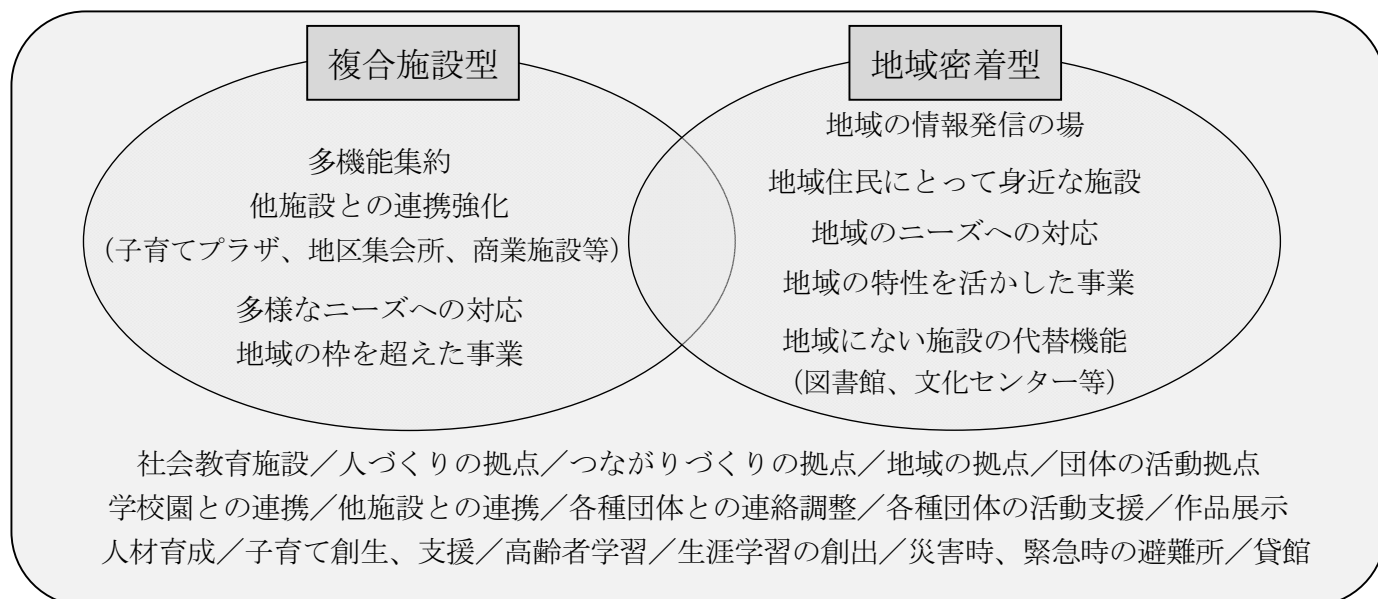 複合施設型
多機能集約
他施設との連携強化
（子育てプラザ、地区集会所、商業施設等）
多様なニーズへの対応
地域の枠を超えた事業
地域密着型
地域の情報発信の場
地域住民にとって身近な施設
地域のニーズへの対応
地域の特性を活かした事業
地域にない施設の代替機能
（図書館、文化センター等）
社会教育施設／人づくりの拠点／つながりづくりの拠点／地域の拠点／団体の活動拠点
学校園との連携／他施設との連携／各種団体との連絡調整／各種団体の活動支援／作品展示
人材育成／子育て創生、支援／高齢者学習／生涯学習の創出／災害時、緊急時の避難所／貸館